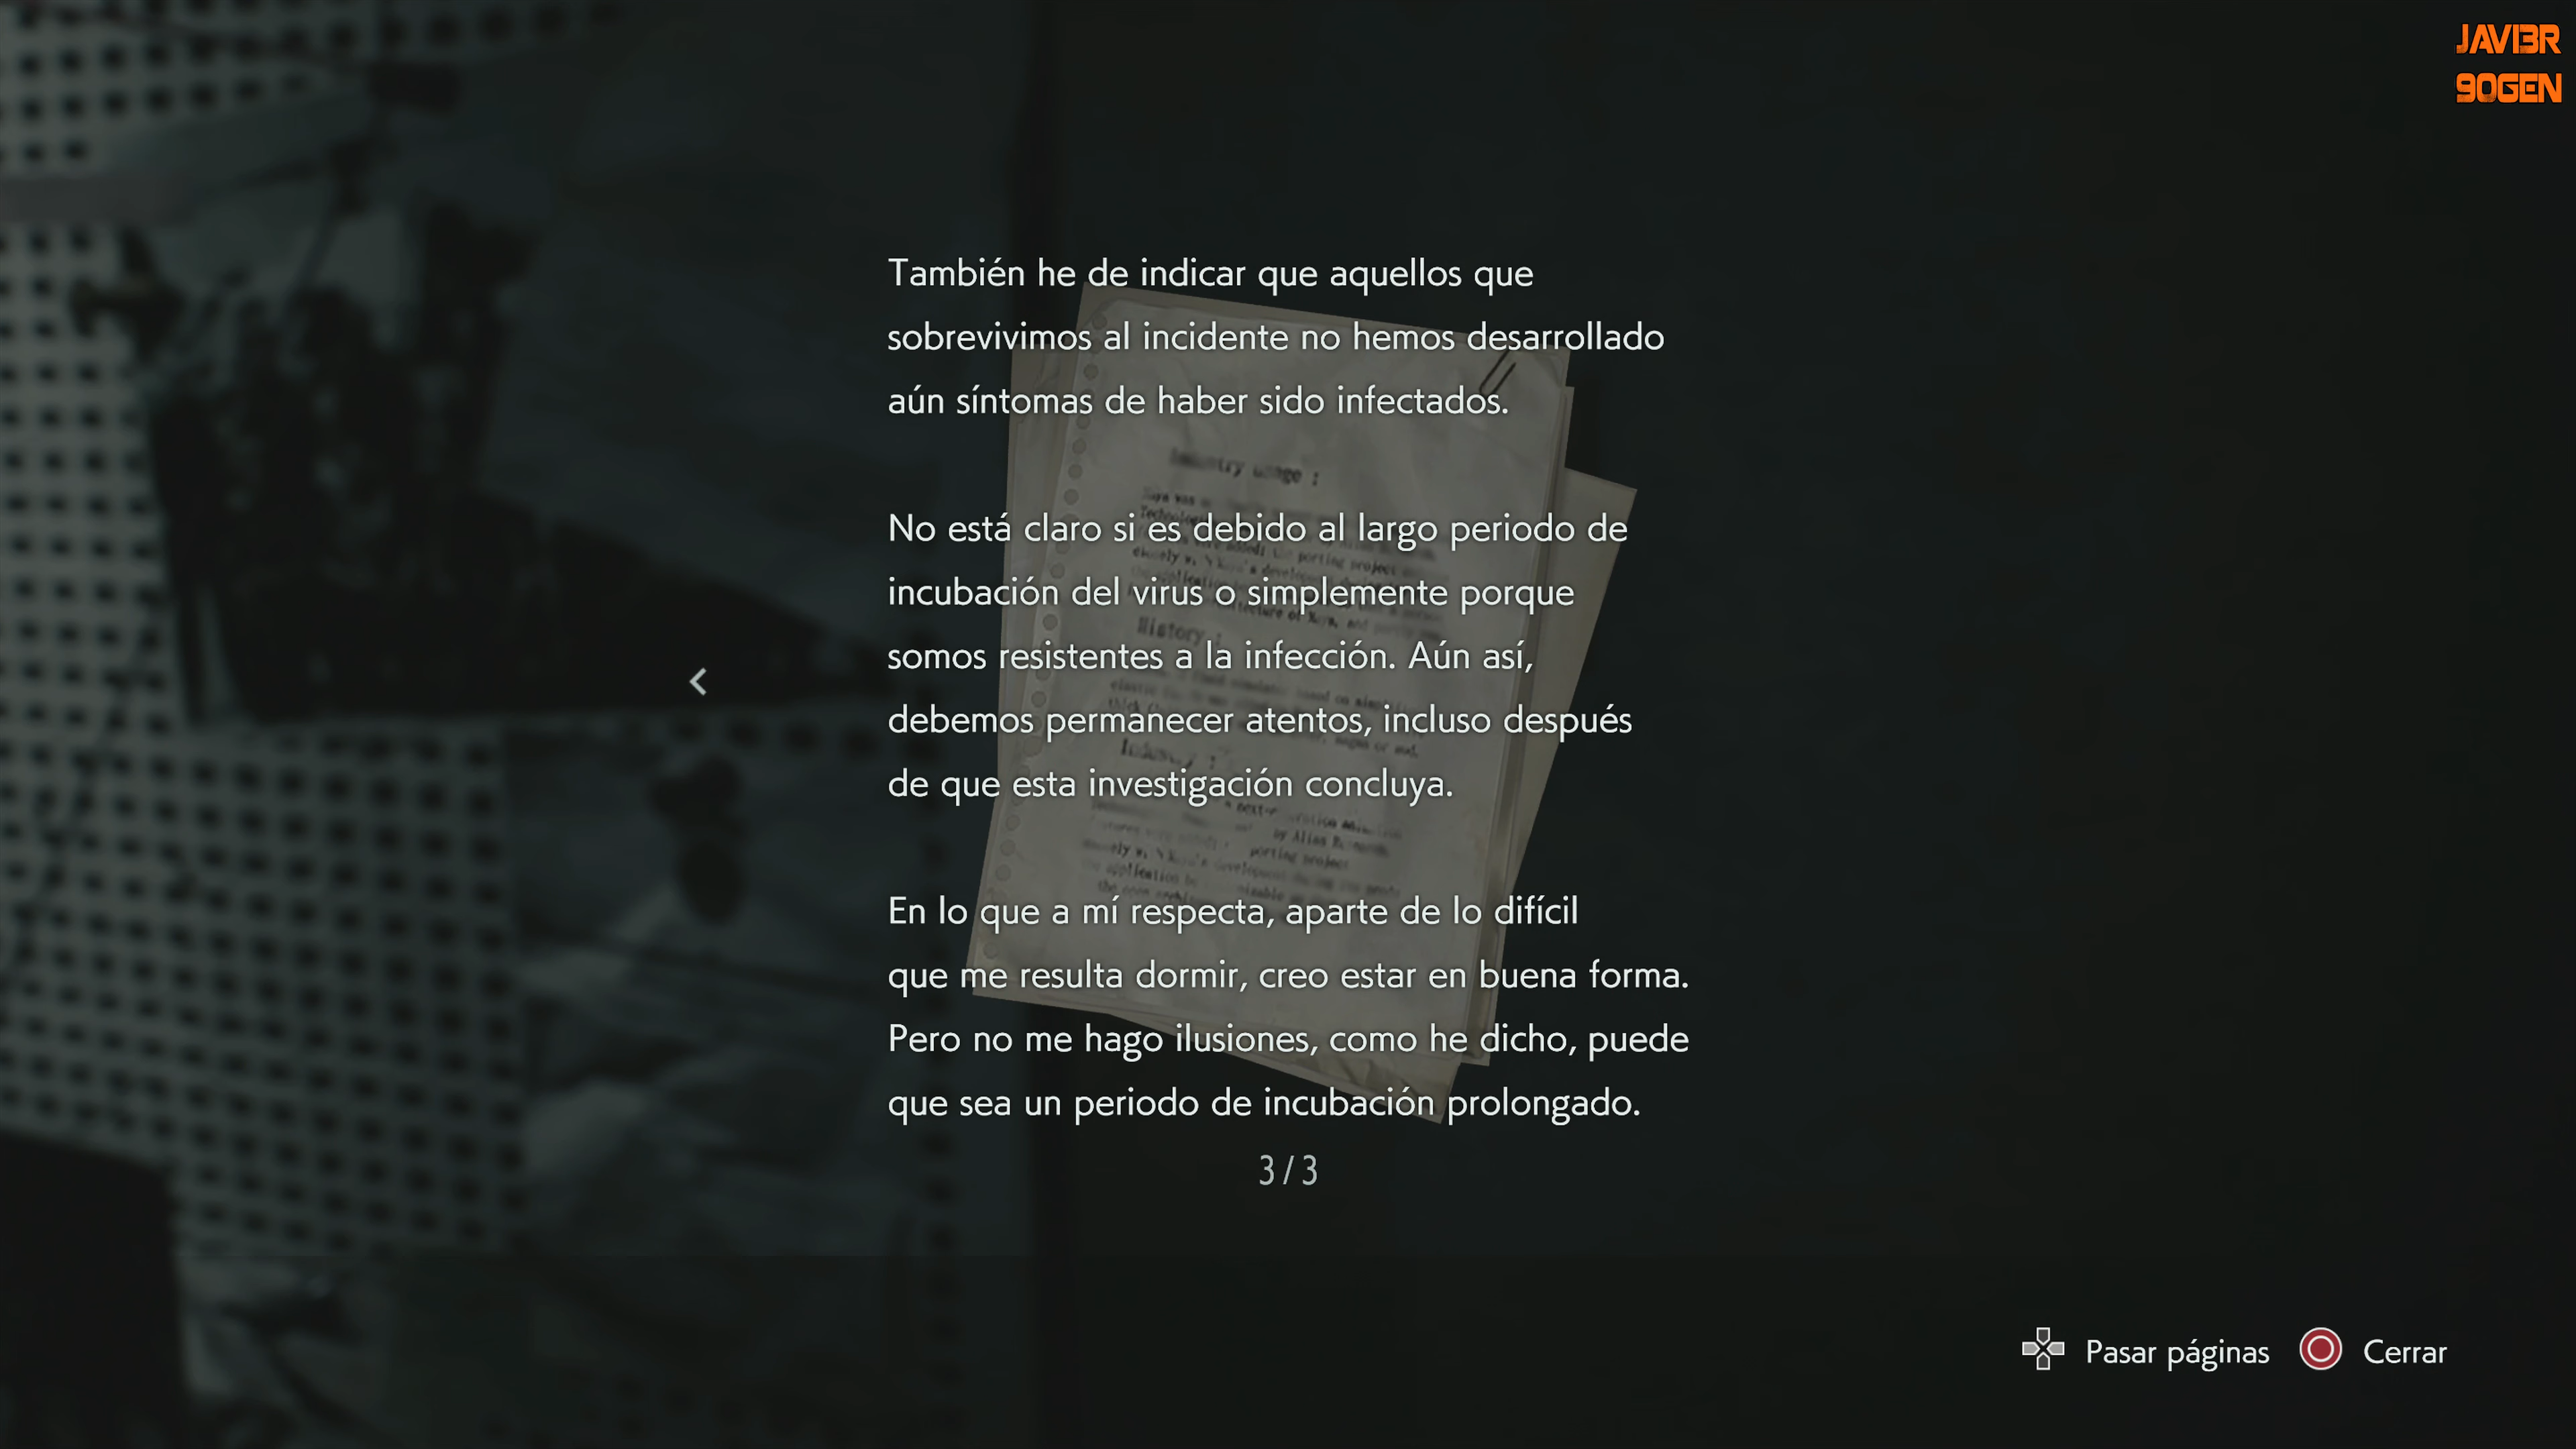 JAVI3R
90GEN
También he de indicar que aquellos que
sobrevivimos al incidente no hemos desarrollado
aún síntomas de haber sido infectados.
No está claro si es debido al largo periodo de
incubación del virus o simplemente porque
somos resistentes a la infección. Aún así,
debemos permanecer atentos, incluso después
de que esta investigación concluya.
En lo que a mí respecta, aparte de lo difícil
que me resulta dormir, creo estar en buena forma.
Pero no me hago ilusiones, como he dicho, puede
que sea un periodo de incubación prolongado.
3 / 3
Pasar páginas
Cerrar
History :